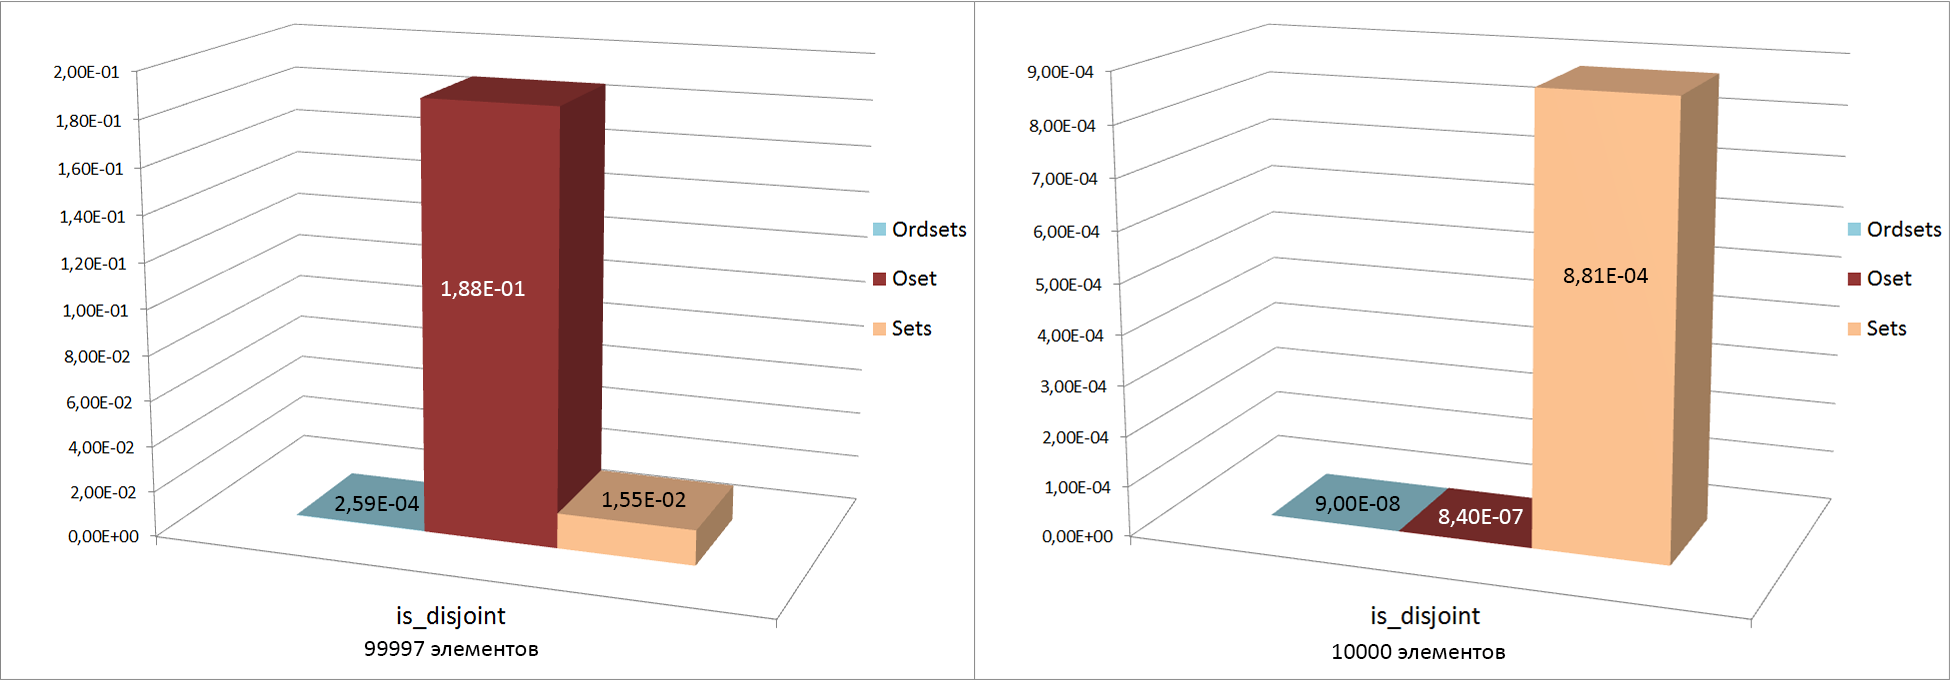 2,00E-01
1,80E-01
1,60E-01
1,40E-01
1,20E-01
1,00E-01
8,00E-02
6,00E-02
4,00E-02
2,00E-02
0,00E+00
2,59E-04
1,88E-01
1,55E-02
Ordsets
Oset
Sets
is_disjoint
99997 элементов
9,00E-04
8,00E-04
7,00E-04
6,00E-04
5,00E-04
4,00E-04
3,00E-04
2,00E-04
1,00E-04
0,00E+00
9,00E-08
8,40E-07
8,81E-04
Ordsets
Oset
Sets
is_disjoint
10000 элементов